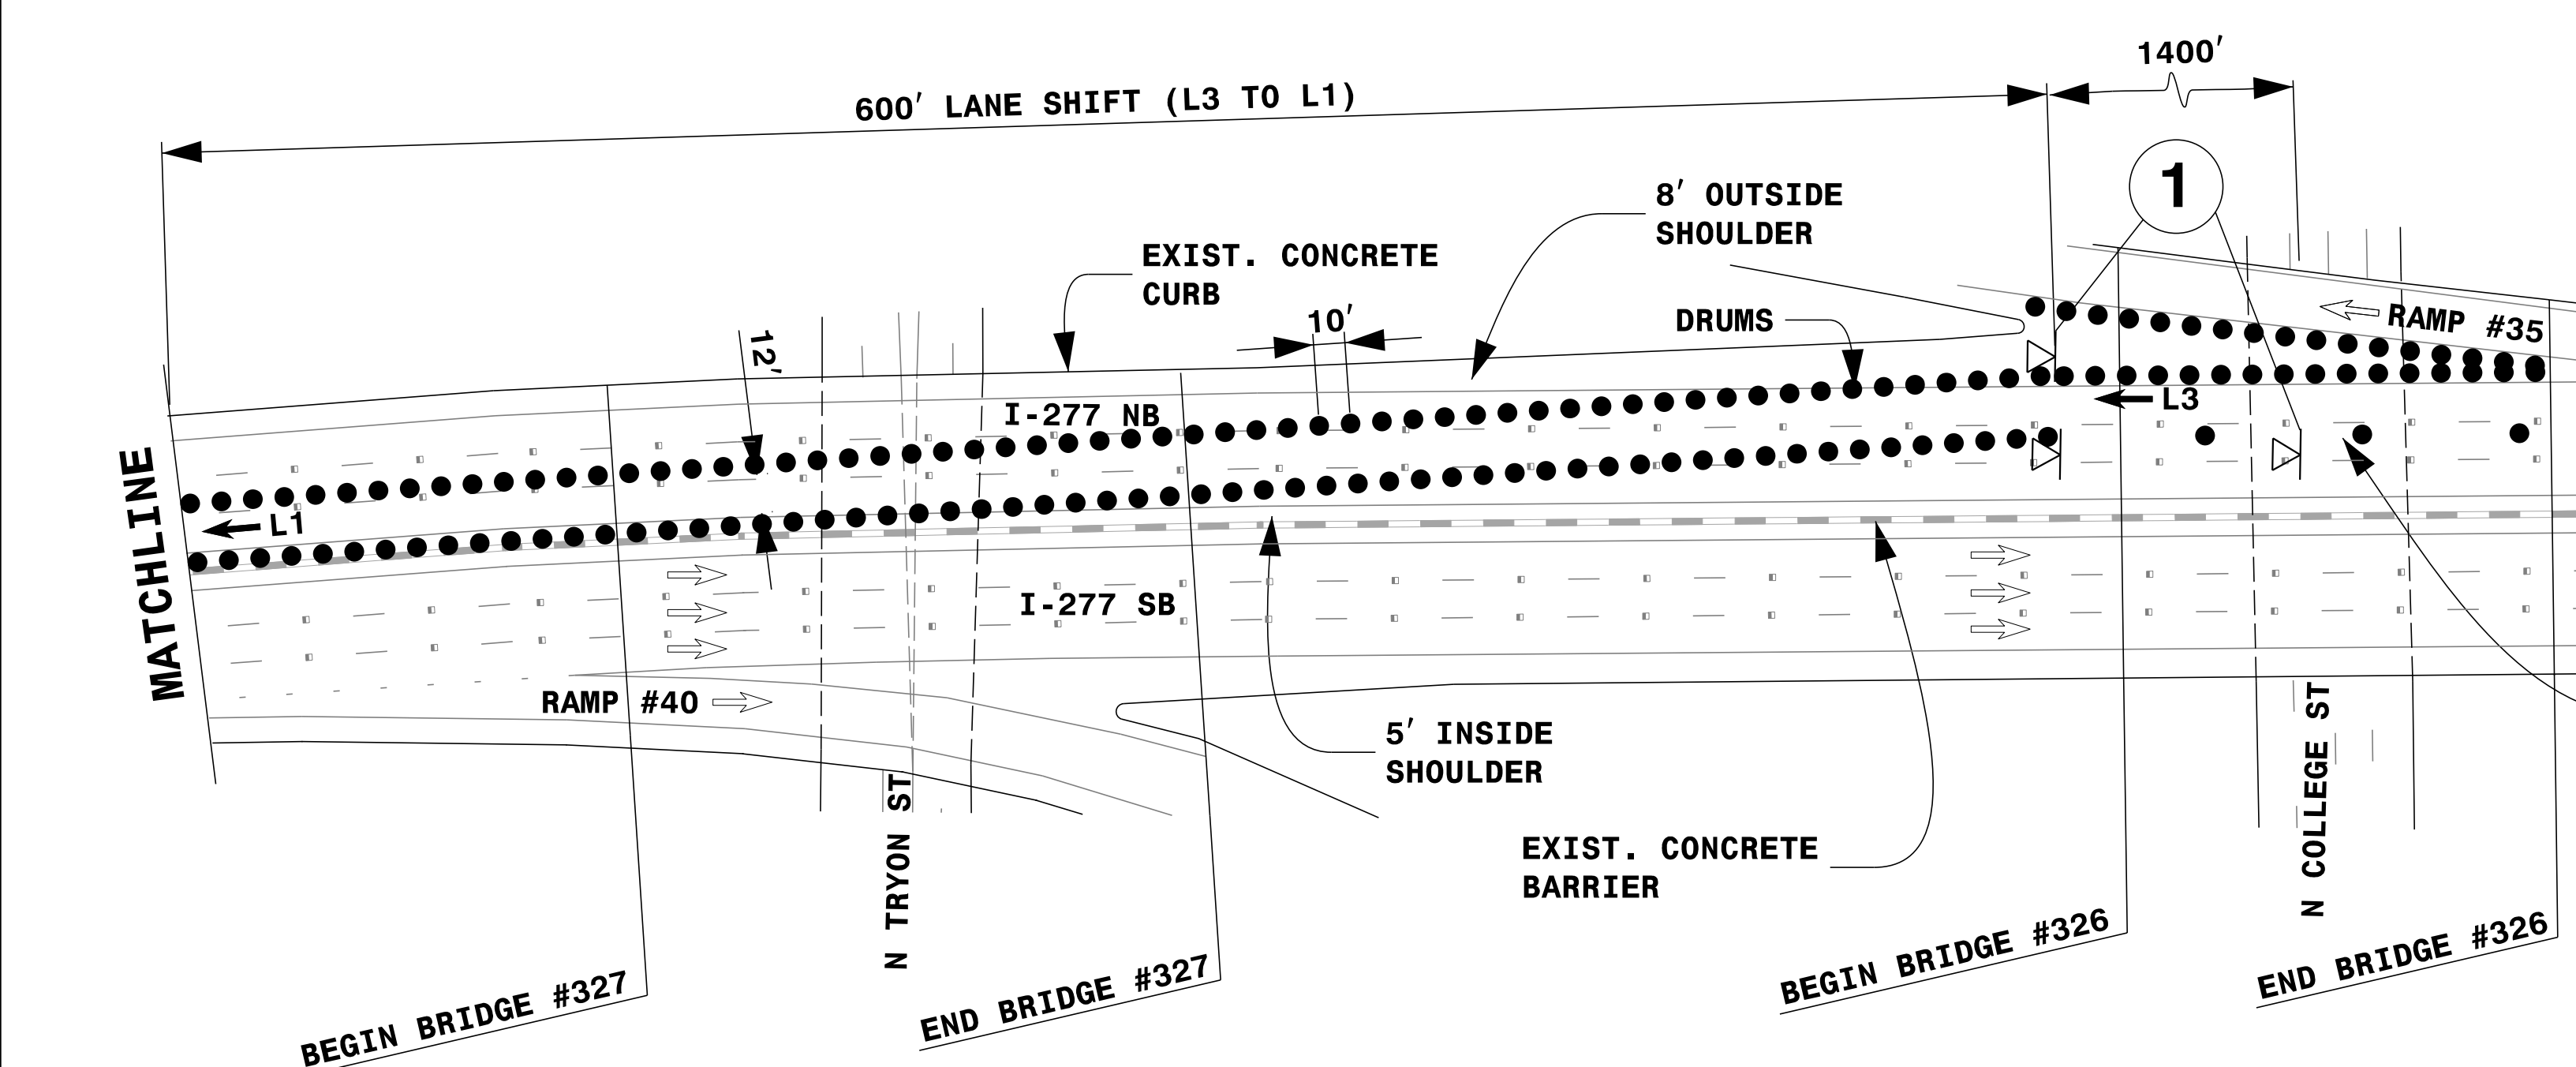 1400'
600' LANE SHIFT (L3 TO L1)
1
8' OUTSIDE
SHOULDER
EXIST. CONCRETE
CURB
10'
DRUMS
RAMP #35
12'
I-277 NB
L3
MATCHLINE
L1
I-277 SB
RAMP #40
5' INSIDE
SHOULDER
N TRYON ST
N COLLEGE ST
EXIST. CONCRETE
BARRIER
BEGIN BRIDGE #327
END BRIDGE #327
BEGIN BRIDGE #326
END BRIDGE #326